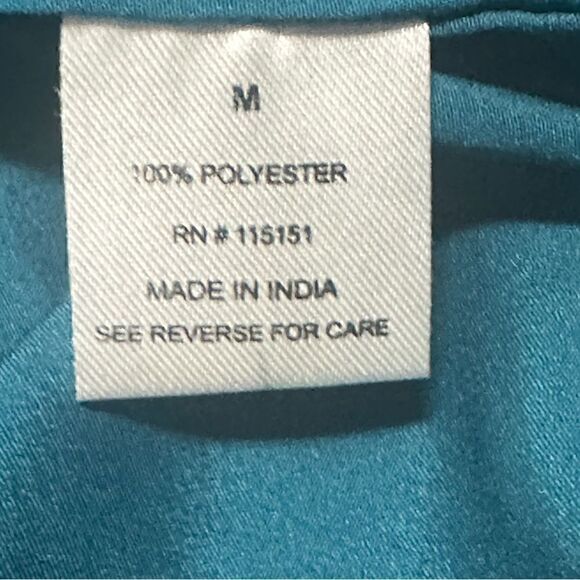 M
100% POLYESTER
RN # 115151
MADE IN INDIA
SEE REVERSE FOR CARE